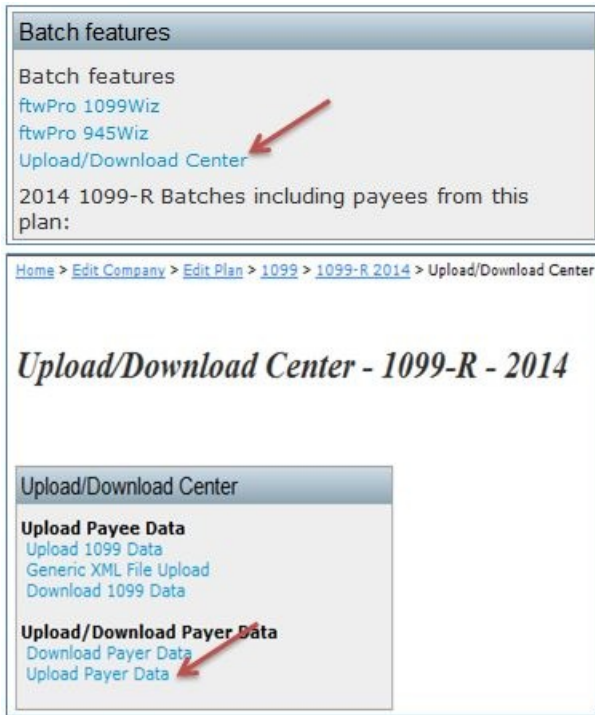 Batch features
Batch features
ftwPro 1099Wiz
ftwPro 945Wiz
Upload/Download Center
2014 1099-R Batches including payees from this
plan:
Home > Edit Company > Edit Plan > 1099 > 1099-R 2014 > Upload/Download Center
Upload/Download Center - 1099-R - 2014
Upload/Download Center
Upload Payee Data
Upload 1099 Data
Generic XML File Upload
Download 1099 Data
Upload/Download Payer Data
Download Payer Data
Upload Payer Data